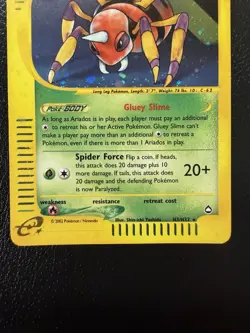 Long Leg Pokémon. Length: 3' 7", Weight: 74
Poké-BODY Gluey Slime
As long as Ariados is in play, each player must pay an additional
to retreat his or her Active Pokémon. Gluey Slime can't
make a player pay more than an additional to retreat a
Pokémon, even if there is more than 1 Ariados in play.
Spider Force Flip a coin. If heads,
this attack does 20 damage plus 10
more damage. If tails, this attack does
20 damage and the defending Pokémon
is now Paralyzed.
20+
weakness resistance retreat cost
©2002 Pokémon / Nintendo